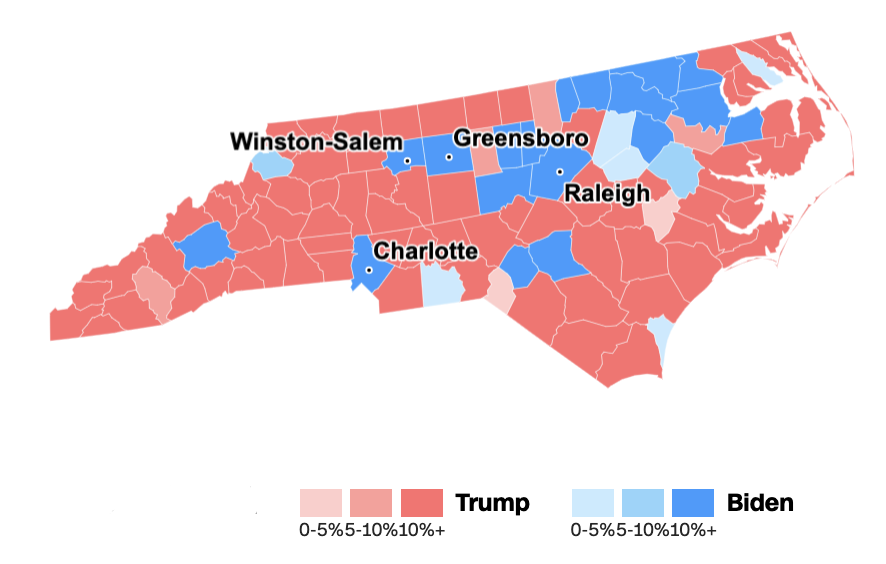 Winston-Salem
Greensboro
Raleigh
Charlotte
Trump
0-5% 5-10% 10%+
Biden
0-5% 5-10% 10%+